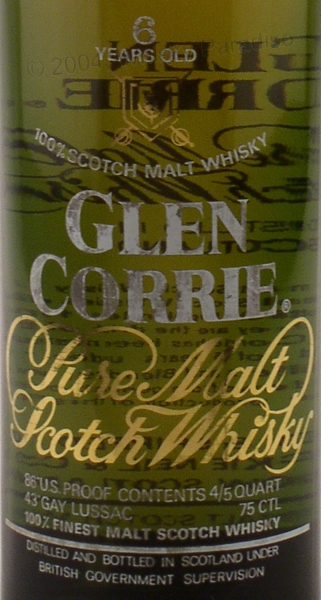 6
YEARS OLD
© 2004 Paradiso
100% SCOTCH MALT WHISKY
GLEN
CORRIE®
Pure Malt
Scotch Whisky
86° U.S. PROOF CONTENTS 4/5 QUART
43° GAY LUSSAC 75 CTL
100% FINEST MALT SCOTCH WHISKY
DISTILLED AND BOTTLED IN SCOTLAND UNDER
BRITISH GOVERNMENT SUPERVISION